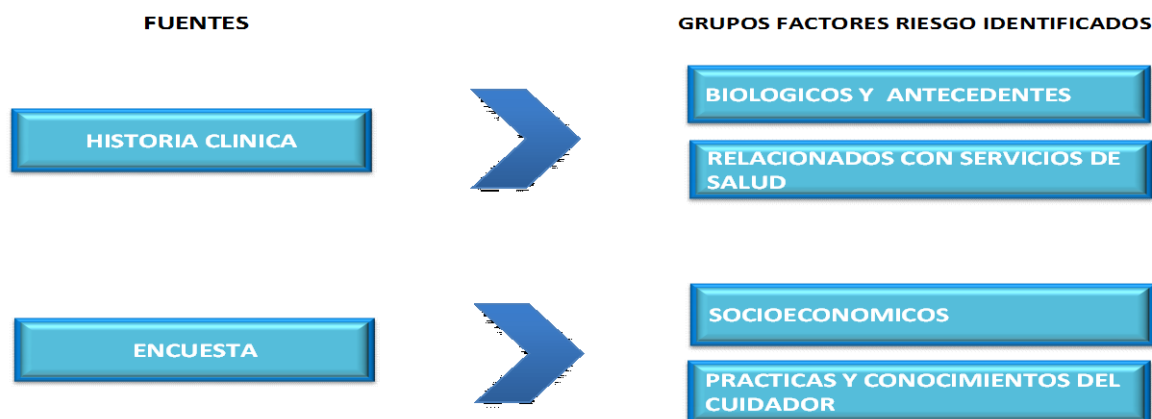 FUENTES
GRUPOS FACTORES RIESGO IDENTIFICADOS
HISTORIA CLINICA
BIOLOGICOS Y ANTECEDENTES
RELACIONADOS CON SERVICIOS DE
SALUD
ENCUESTA
SOCIOECONOMICOS
PRACTICAS Y CONOCIMIENTOS DEL
CUIDADOR